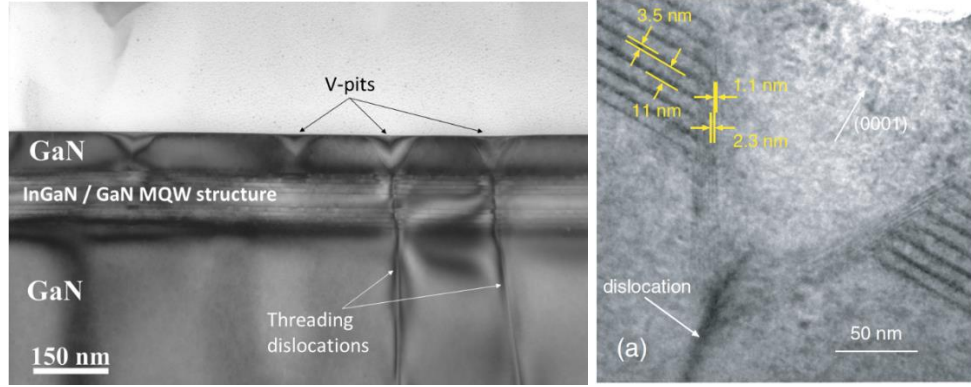 V-pits
GaN
InGaN / GaN MQW structure
GaN
Threading
dislocations
150 nm
3.5 nm
1.1 nm
11 nm
(0001)
2.3 nm
dislocation
(a)
50 nm